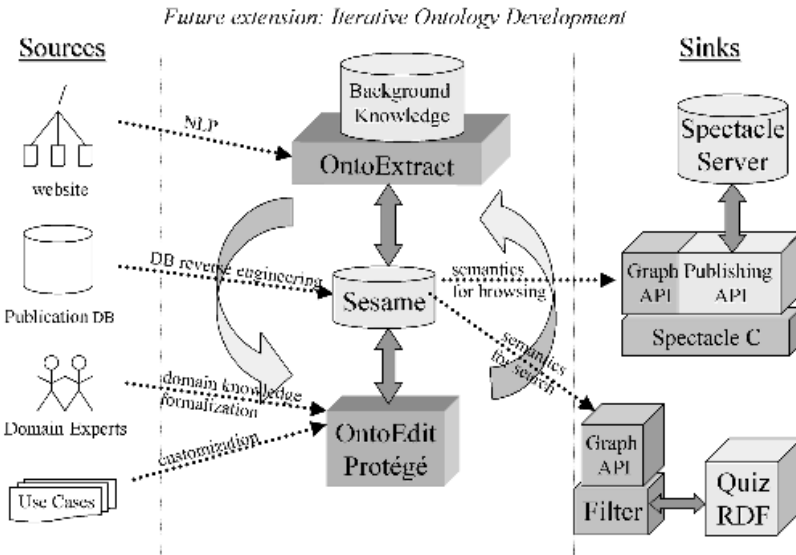 Future extension: Iterative Ontology Development
Sources
website
Publication DB
Domain Experts
Use Cases
NLP
DB reverse engineering
domain knowledge
formalization
customization
Background
Knowledge
OntoExtract
Sesame
OntoEdit
Protégé
semantics
for browsing
semantics
for search
Sinks
Spectacle
Server
Graph Publishing
API API
Spectacle C
Graph
API
Filter
Quiz
RDF